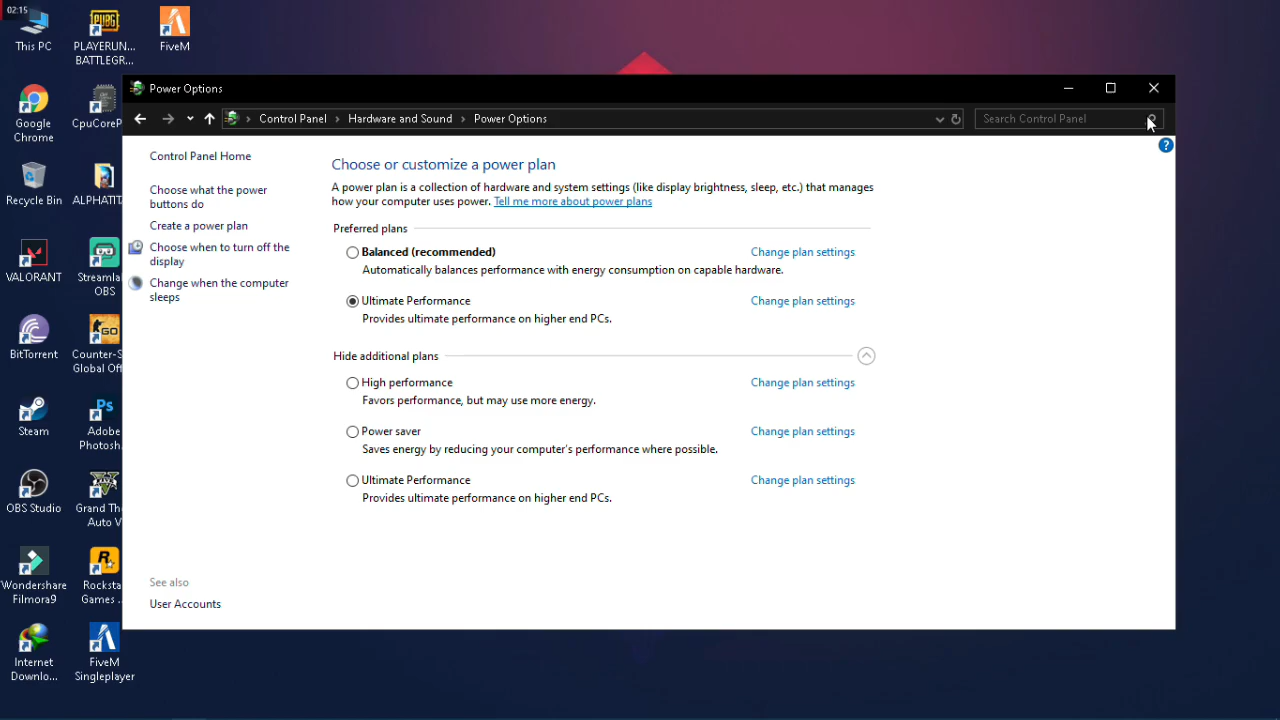 02:15
This PC
PLAYERUN...
BATTLEGR...
FiveM
Google
Chrome
CpuCoreP
Recycle Bin
ALPHATIT
VALORANT
Streamla
OBS
BitTorrent
Counter-S
Global Off
Steam
Adobe
Photosh.
OBS Studio
Grand The
Auto V
Wondershare
Filmora9
Rocksta
Games ..
Internet
Downlo...
FiveM
Singleplayer
Power Options
Control Panel > Hardware and Sound > Power Options
Search Control Panel
Control Panel Home
Choose what the power
buttons do
Create a power plan
Choose when to turn off the
display
Change when the computer
sleeps
See also
User Accounts
Choose or customize a power plan
A power plan is a collection of hardware and system settings (like display brightness, sleep, etc.) that manages
how your computer uses power. Tell me more about power plans
Preferred plans
Balanced (recommended) Change plan settings
Automatically balances performance with energy consumption on capable hardware.
Ultimate Performance Change plan settings
Provides ultimate performance on higher end PCs.
Hide additional plans
High performance Change plan settings
Favors performance, but may use more energy.
Power saver Change plan settings
Saves energy by reducing your computer's performance where possible.
Ultimate Performance Change plan settings
Provides ultimate performance on higher end PCs.